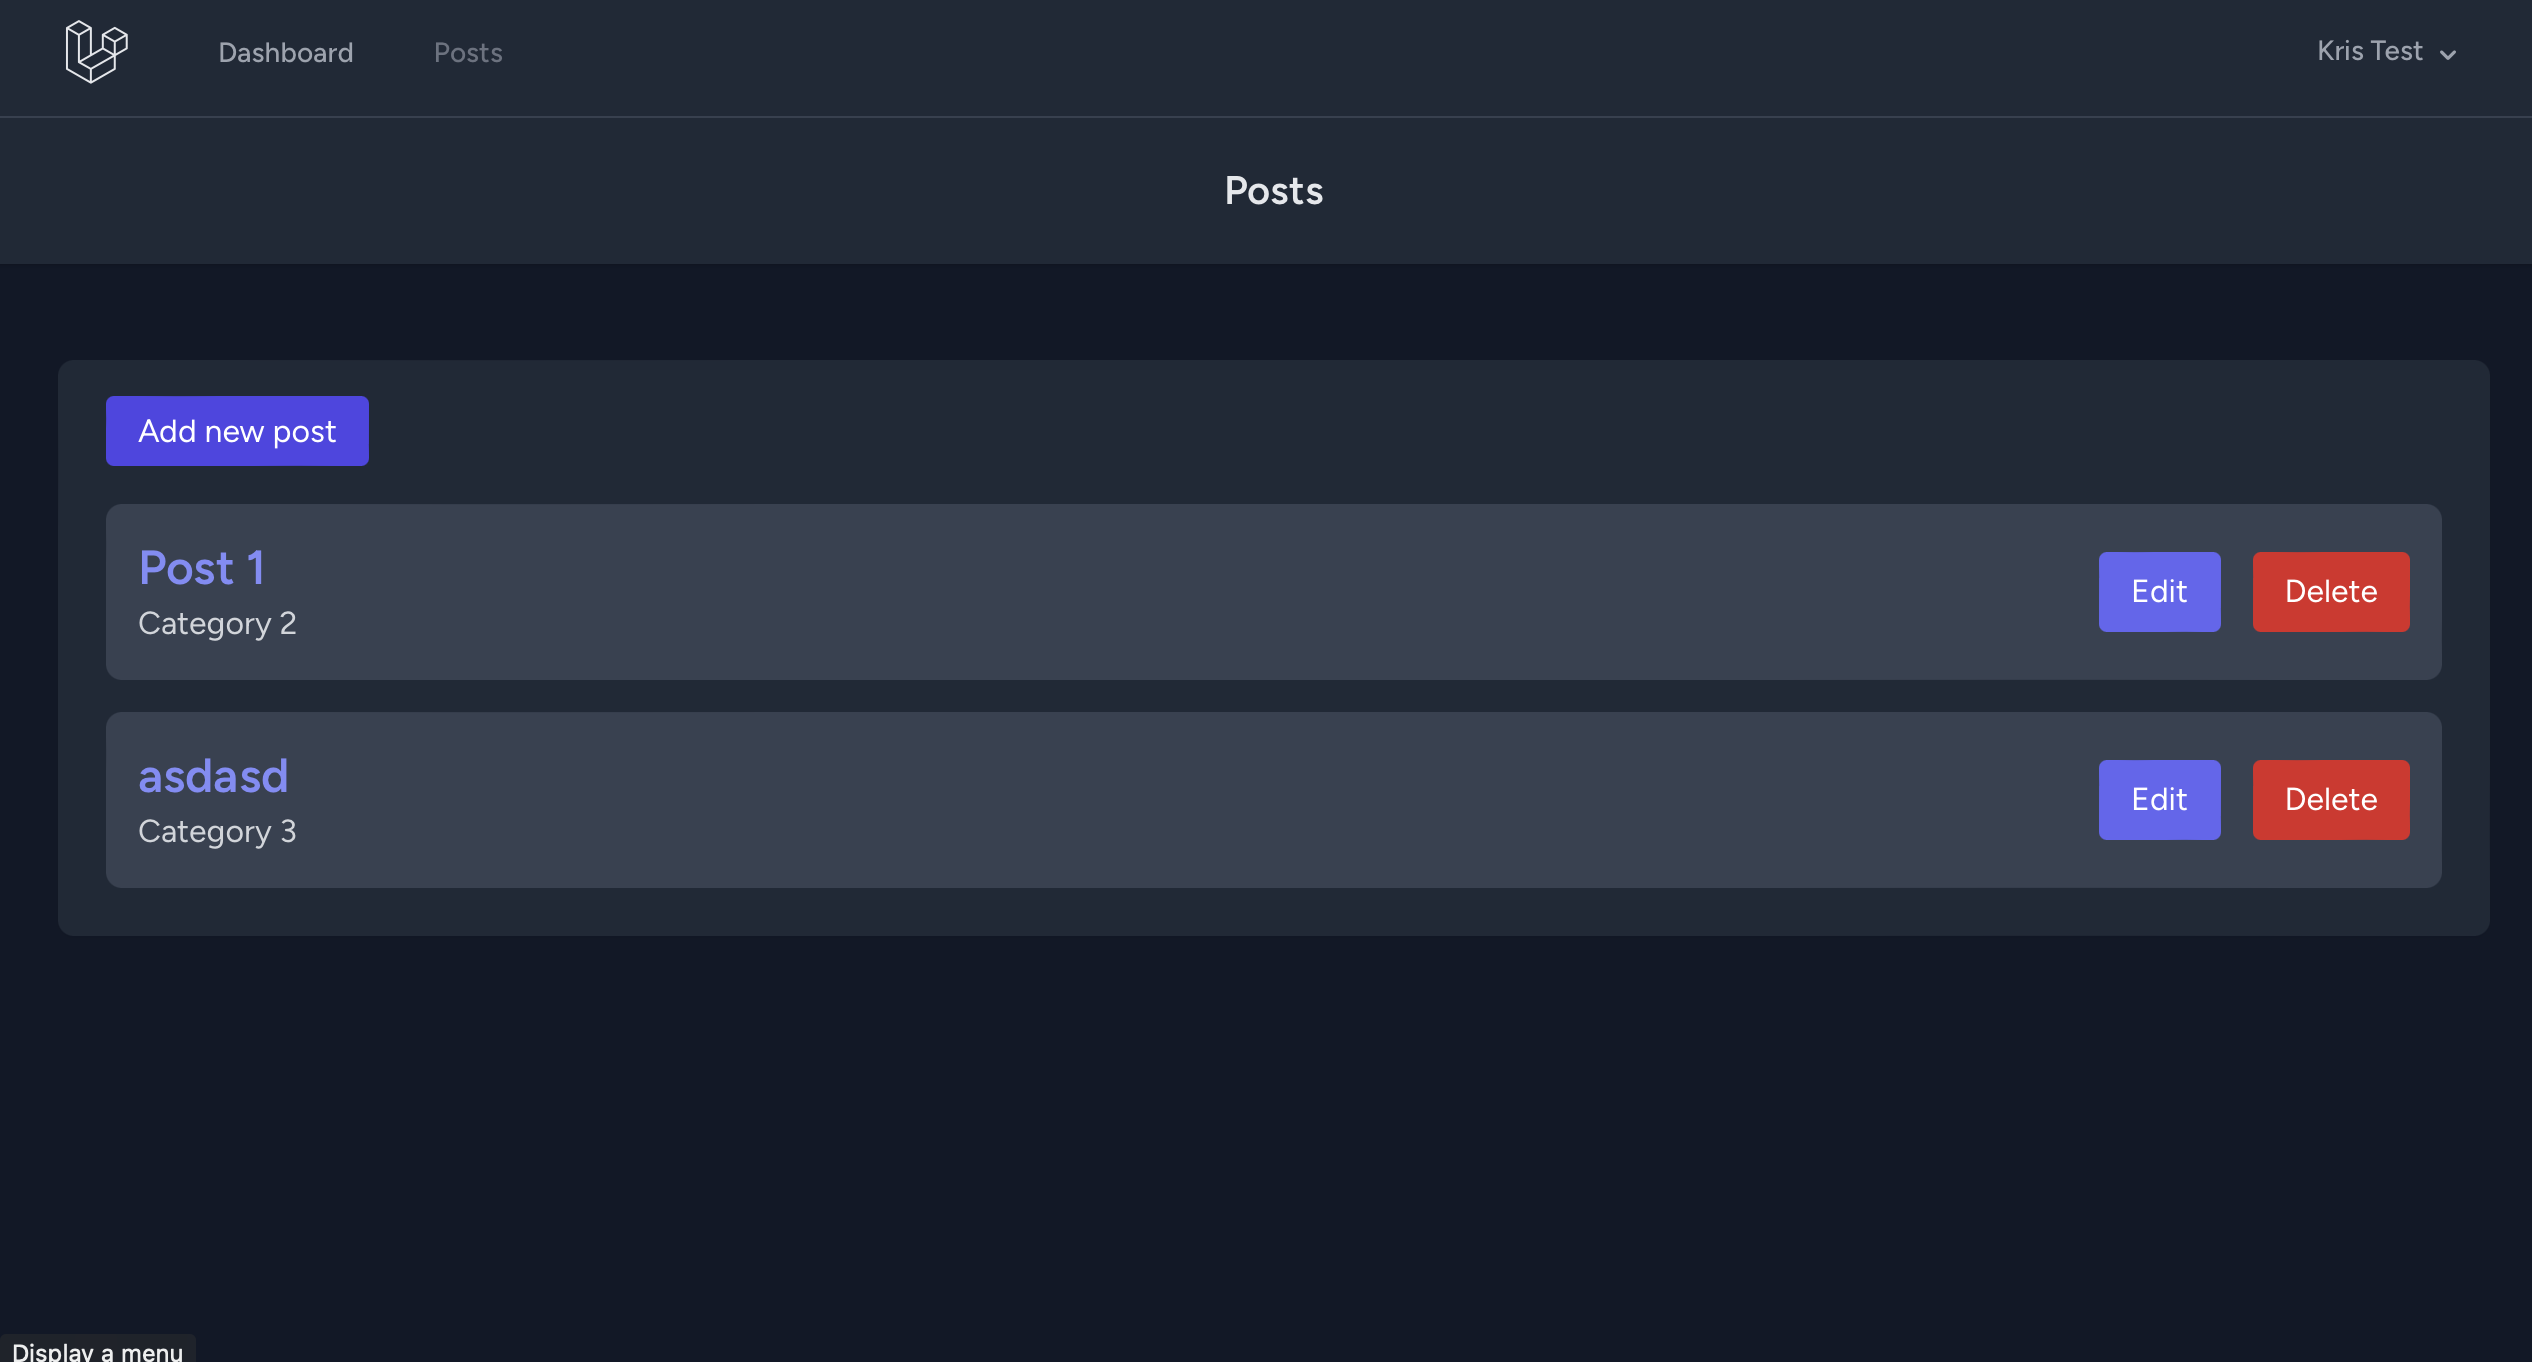 Dashboard Posts Kris Test
Posts
Add new post
Post 1
Category 2
Edit Delete
asdasd
Category 3
Edit Delete
Display a menu